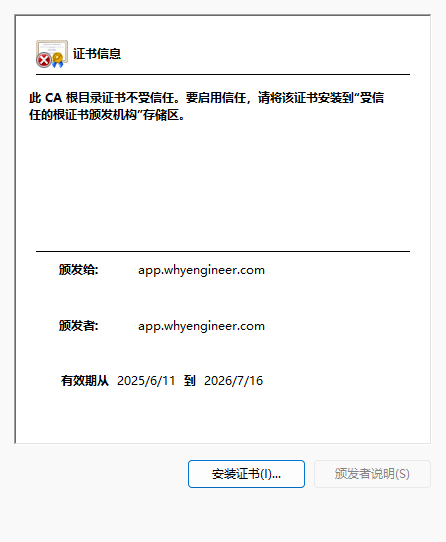 证书信息
此 CA 根目录证书不受信任。要启用信任，请将该证书安装到"受信
任的根证书颁发机构"存储区。
颁发给: app.whyengineer.com
颁发者: app.whyengineer.com
有效期从 2025/6/11 到 2026/7/16
安装证书(I)... 颁发者说明(S)